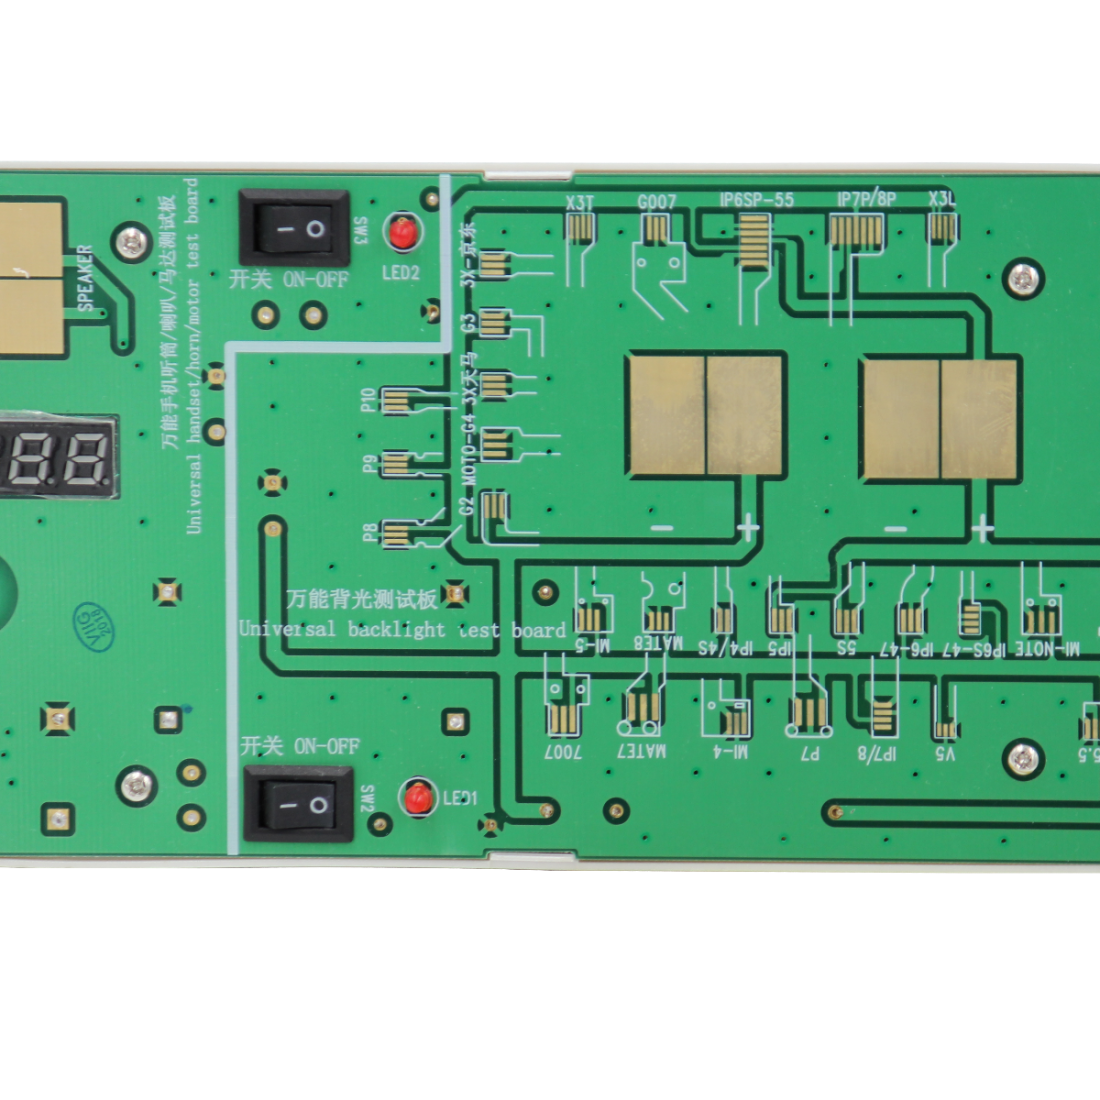 SPEAKER
万能手机听筒/喇叭/马达测试板
Universal handset/horn/motor test board
SW3
LED2
开关 ON-OFF
88
VIIG
2018
X3T
G007
IP6SP-55
IP7P/8P
X3L
3X-京东
G3
3X天马
MOTO-G4
G2
P10
P9
P8
− +
− +
万能背光测试板
Universal backlight test board
MI-5
MATE8
IP4/4S
IP5
5S
IP6-47
IP6S-47
MI-NOTE
7007
MATE7
MI-4
P7
IP7/8
V5
开关 ON-OFF
SW2
LED1